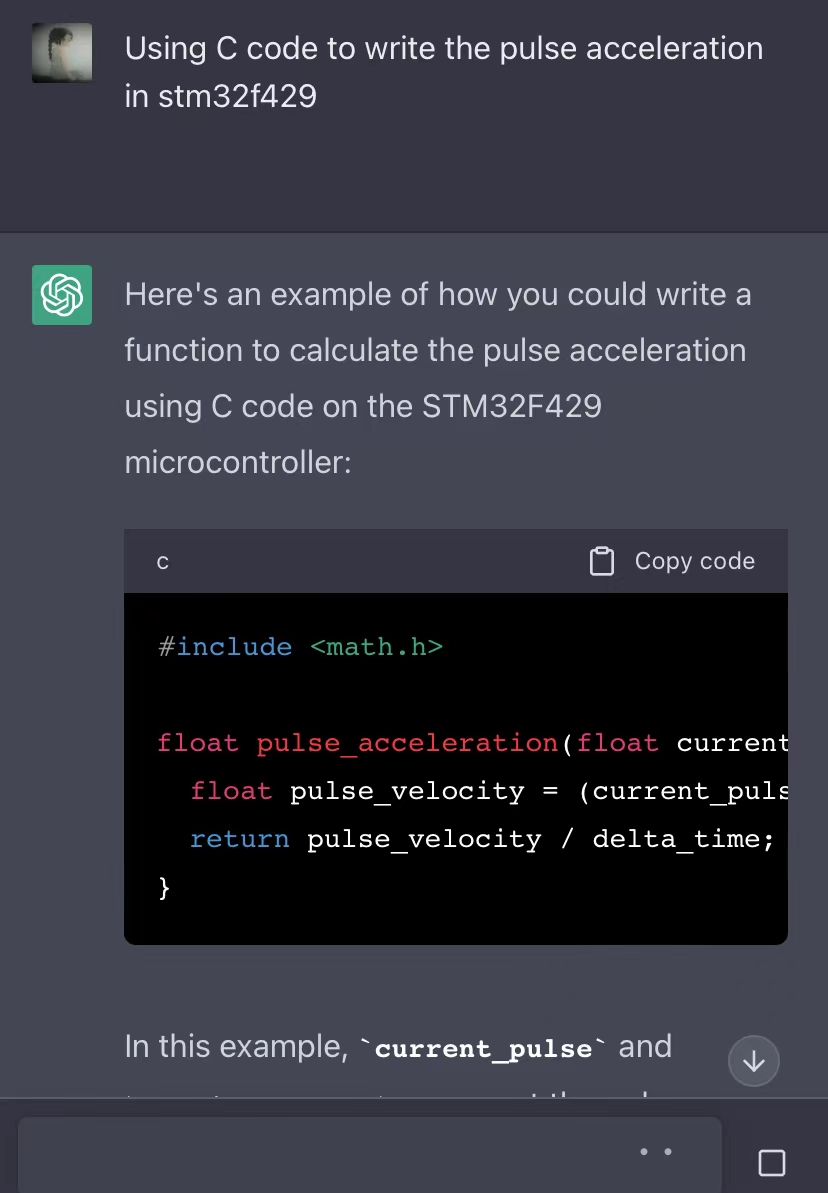 Using C code to write the pulse acceleration
in stm32f429
Here's an example of how you could write a
function to calculate the pulse acceleration
using C code on the STM32F429
microcontroller:
c
Copy code
#include <math.h>
float pulse_acceleration(float current
float pulse_velocity = (current_puls
return pulse_velocity / delta_time;
}
In this example, `current_pulse` and